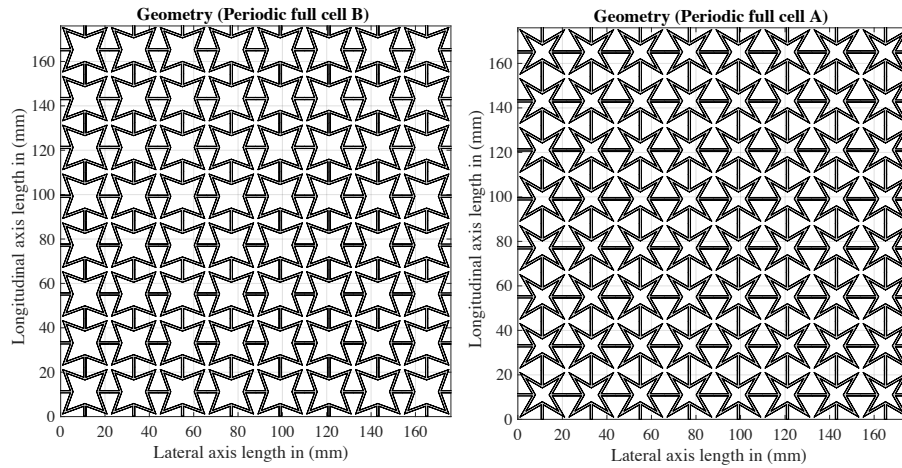 Geometry (Periodic full cell B)
Longitudinal axis length in (mm)
160
140
120
100
80
60
40
20
0
0 20 40 60 80 100 120 140 160
Lateral axis length in (mm)
Geometry (Periodic full cell A)
Longitudinal axis length in (mm)
160
140
120
100
80
60
40
20
0
0 20 40 60 80 100 120 140 160
Lateral axis length in (mm)